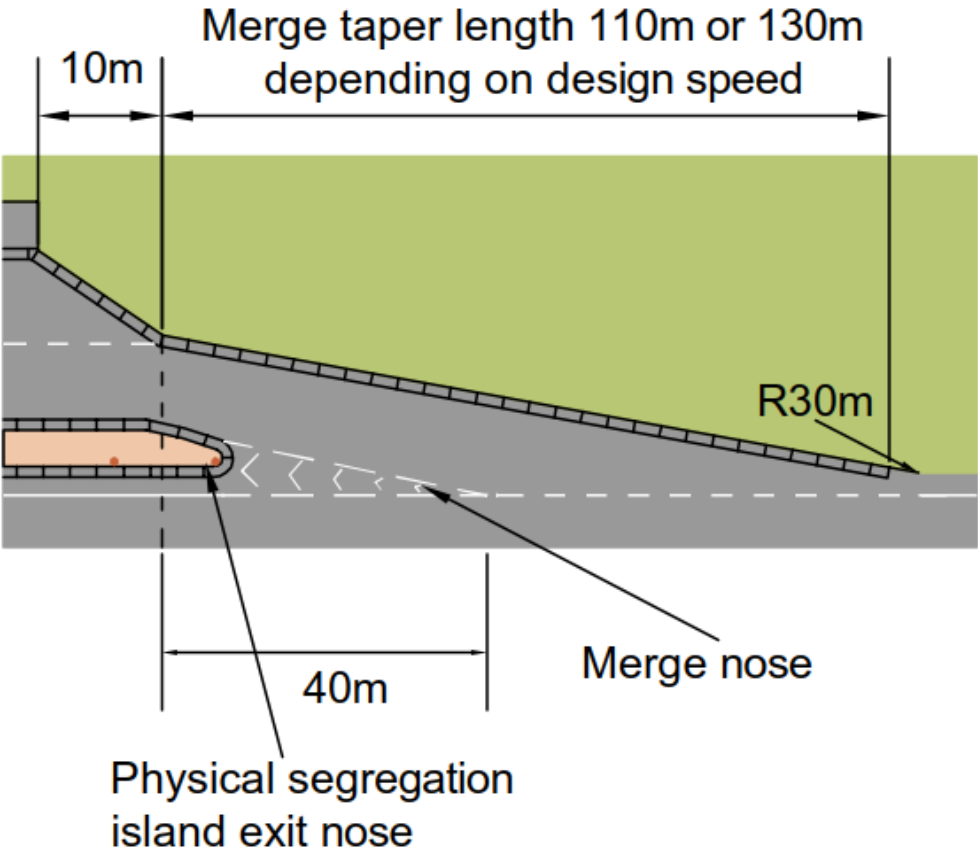 Merge taper length 110m or 130m
depending on design speed
10m
R30m
Merge nose
40m
Physical segregation
island exit nose